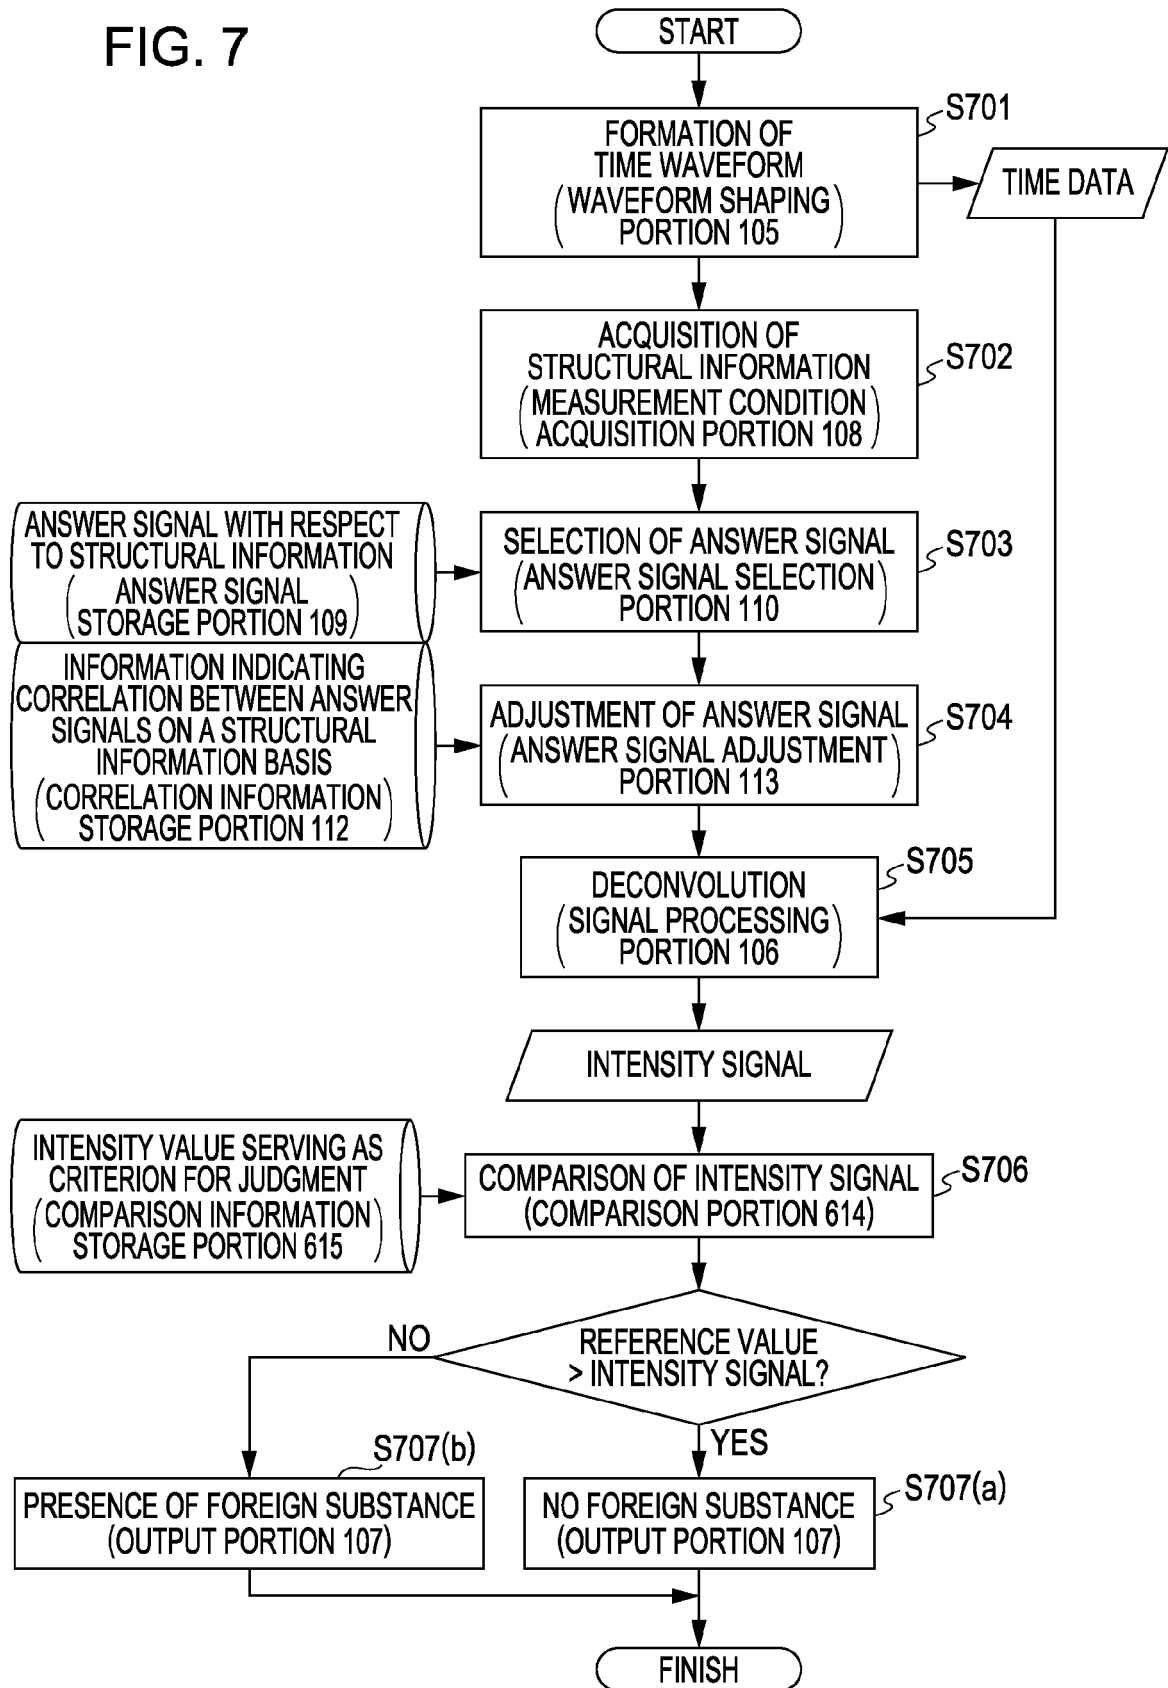 FIG. 7
START
S701
FORMATION OF
TIME WAVEFORM
(WAVEFORM SHAPING
PORTION 105)
TIME DATA
S702
ACQUISITION OF
STRUCTURAL INFORMATION
(MEASUREMENT CONDITION
ACQUISITION PORTION 108)
ANSWER SIGNAL WITH RESPECT
TO STRUCTURAL INFORMATION
(ANSWER SIGNAL
STORAGE PORTION 109)
SELECTION OF ANSWER SIGNAL
(ANSWER SIGNAL SELECTION
PORTION 110)
S703
INFORMATION INDICATING
CORRELATION BETWEEN ANSWER
SIGNALS ON A STRUCTURAL
INFORMATION BASIS
(CORRELATION INFORMATION
STORAGE PORTION 112)
ADJUSTMENT OF ANSWER SIGNAL
(ANSWER SIGNAL ADJUSTMENT
PORTION 113)
S704
S705
DECONVOLUTION
(SIGNAL PROCESSING
PORTION 106)
INTENSITY SIGNAL
INTENSITY VALUE SERVING AS
CRITERION FOR JUDGMENT
(COMPARISON INFORMATION
STORAGE PORTION 615)
COMPARISON OF INTENSITY SIGNAL
(COMPARISON PORTION 614)
S706
REFERENCE VALUE
> INTENSITY SIGNAL?
NO
YES
S707(b)
PRESENCE OF FOREIGN SUBSTANCE
(OUTPUT PORTION 107)
S707(a)
NO FOREIGN SUBSTANCE
(OUTPUT PORTION 107)
FINISH